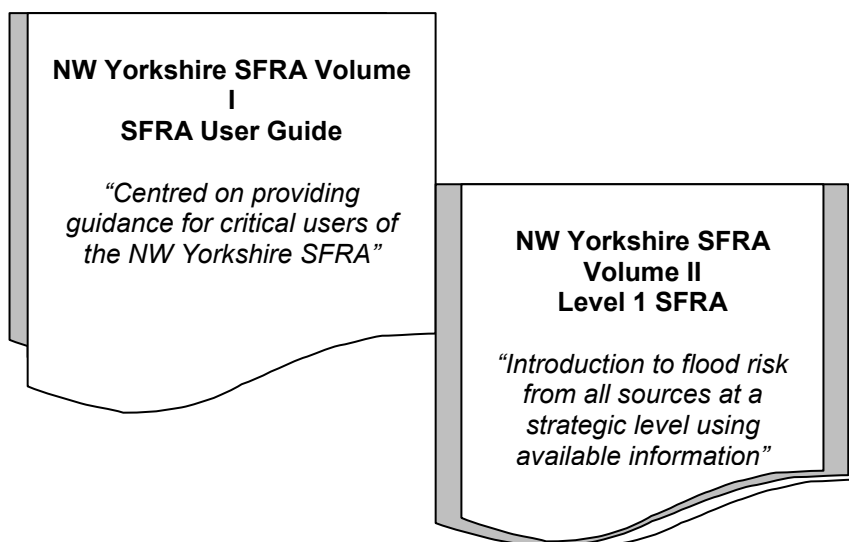 NW Yorkshire SFRA Volume
I
SFRA User Guide
“Centred on providing
guidance for critical users of
the NW Yorkshire SFRA”
NW Yorkshire SFRA
Volume II
Level 1 SFRA
“Introduction to flood risk
from all sources at a
strategic level using
available information”